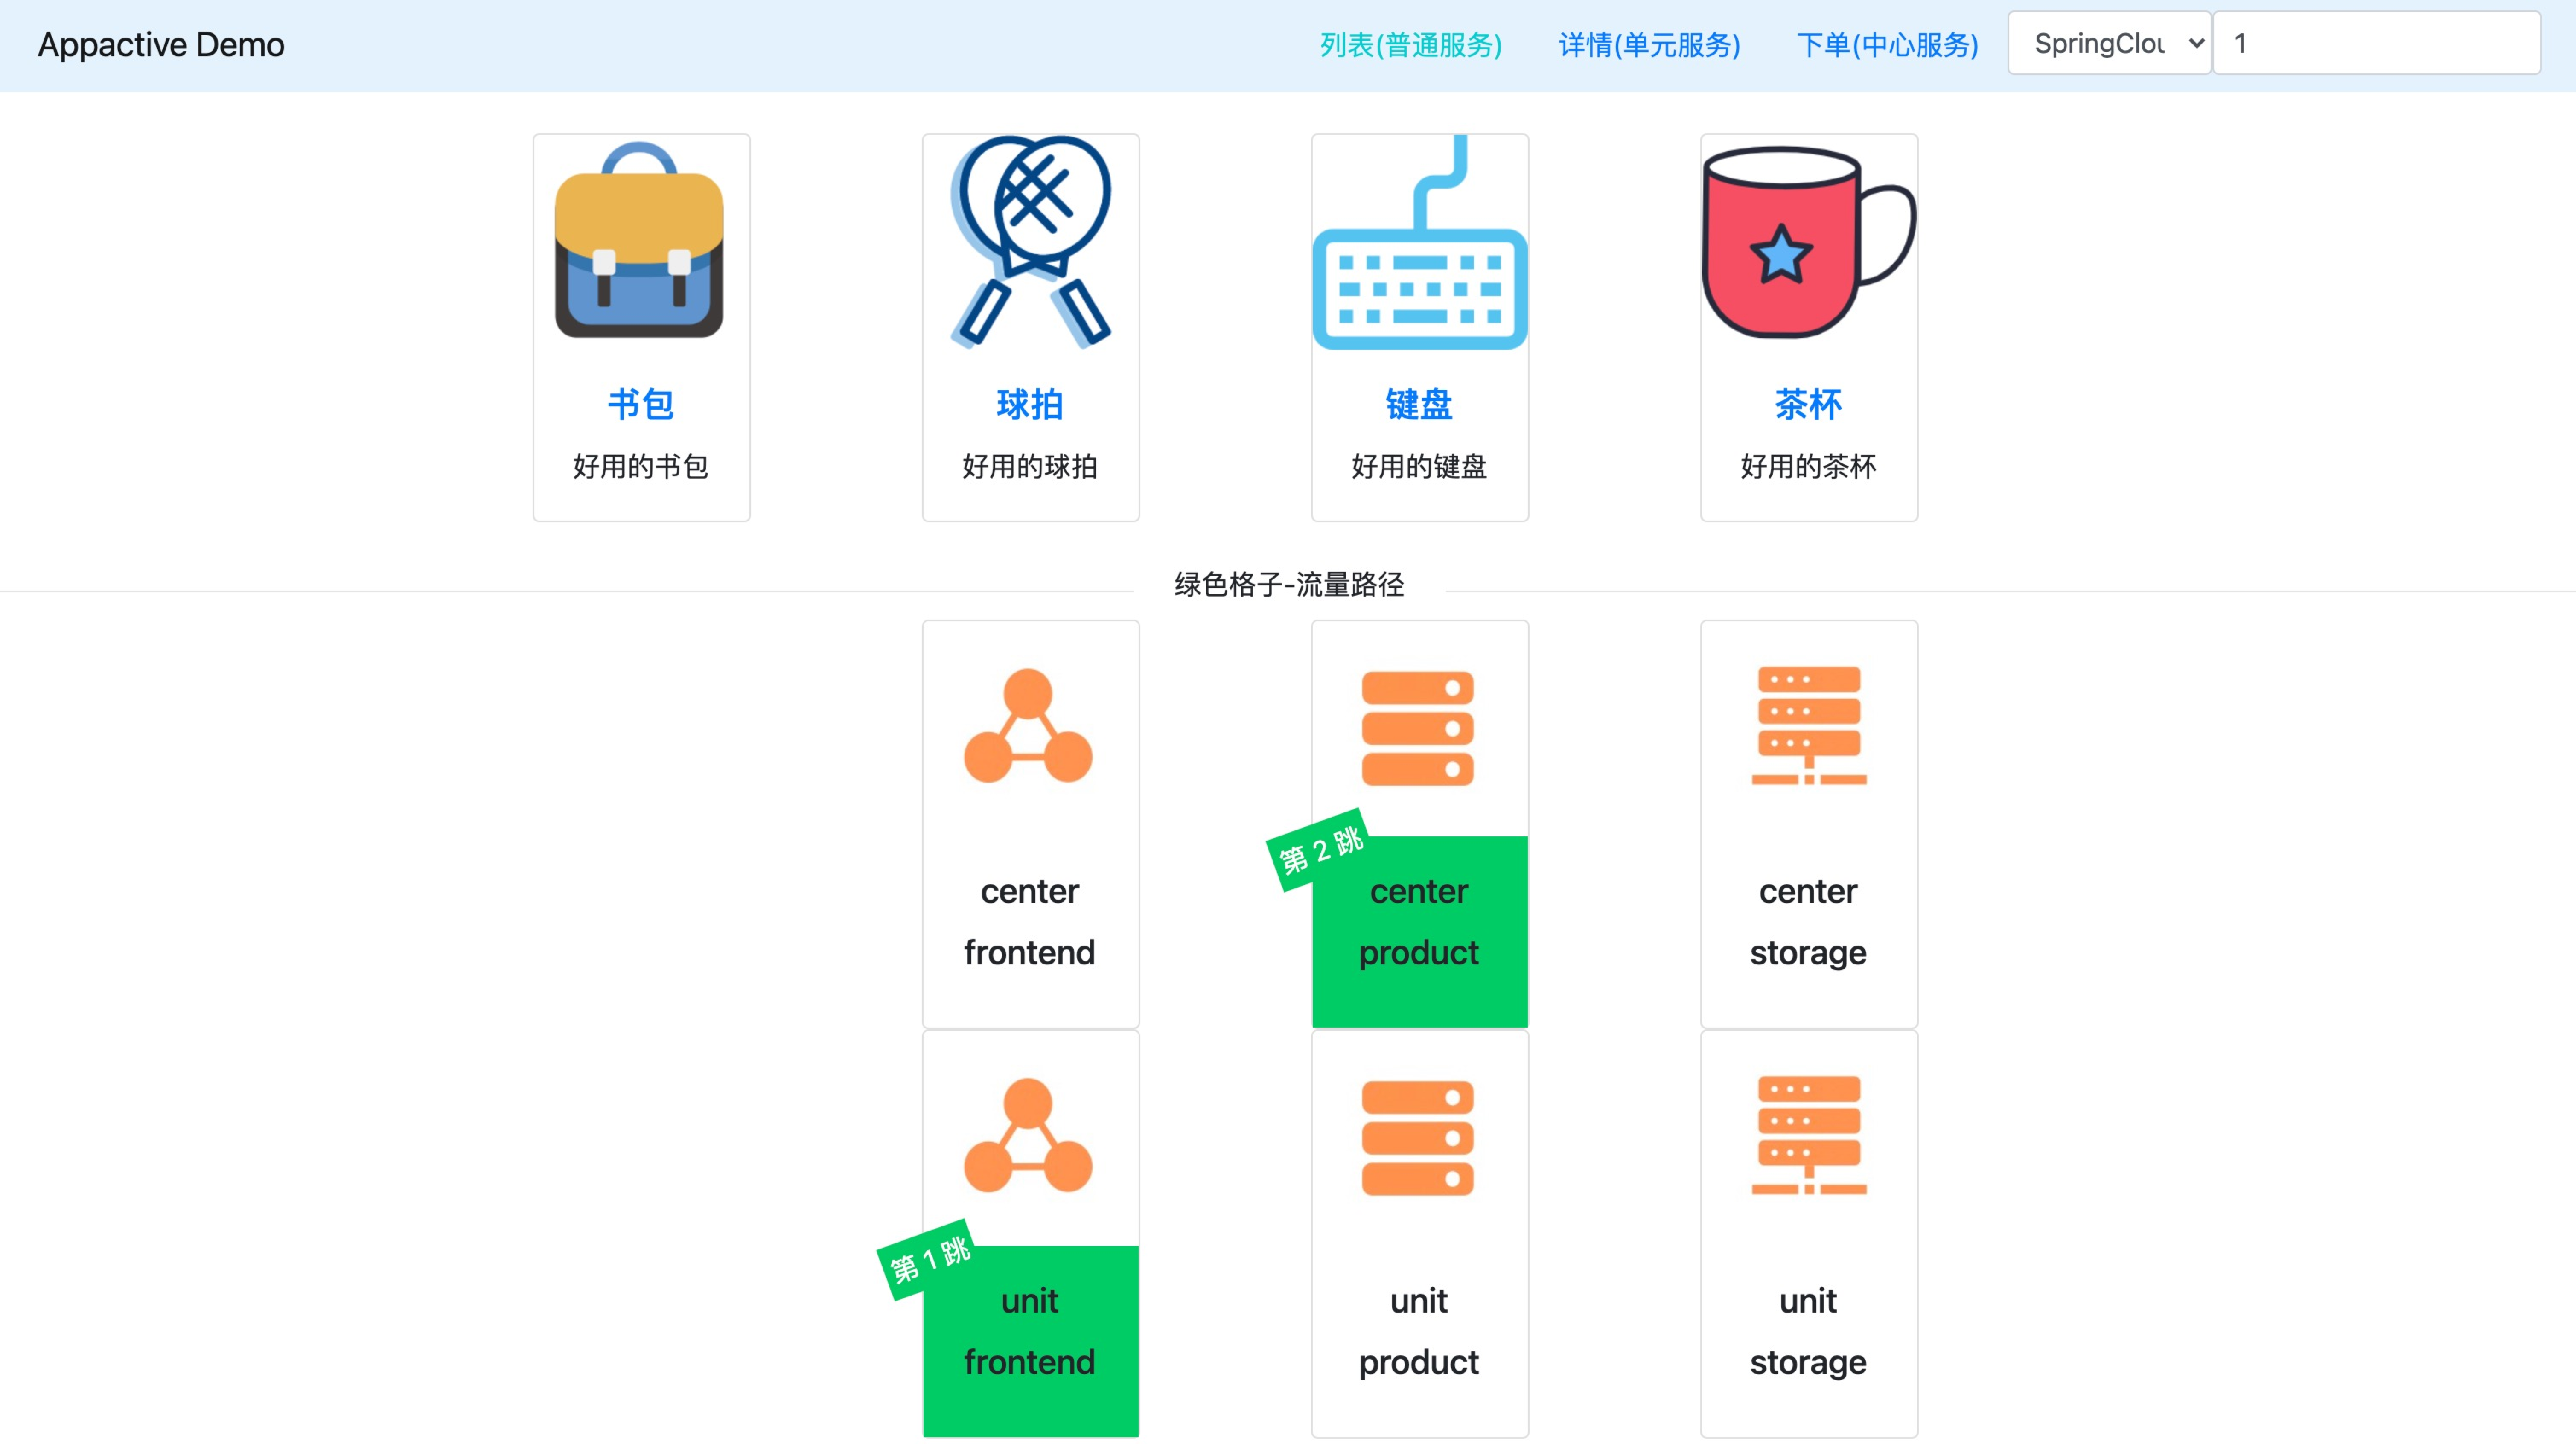 Appactive Demo
列表(普通服务)
详情(单元服务)
下单(中心服务)
SpringClou
1
书包
球拍
键盘
茶杯
好用的书包
好用的球拍
好用的键盘
好用的茶杯
绿色格子-流量路径
center
frontend
第 2 跳
center
product
center
storage
第 1 跳
unit
frontend
unit
product
unit
storage